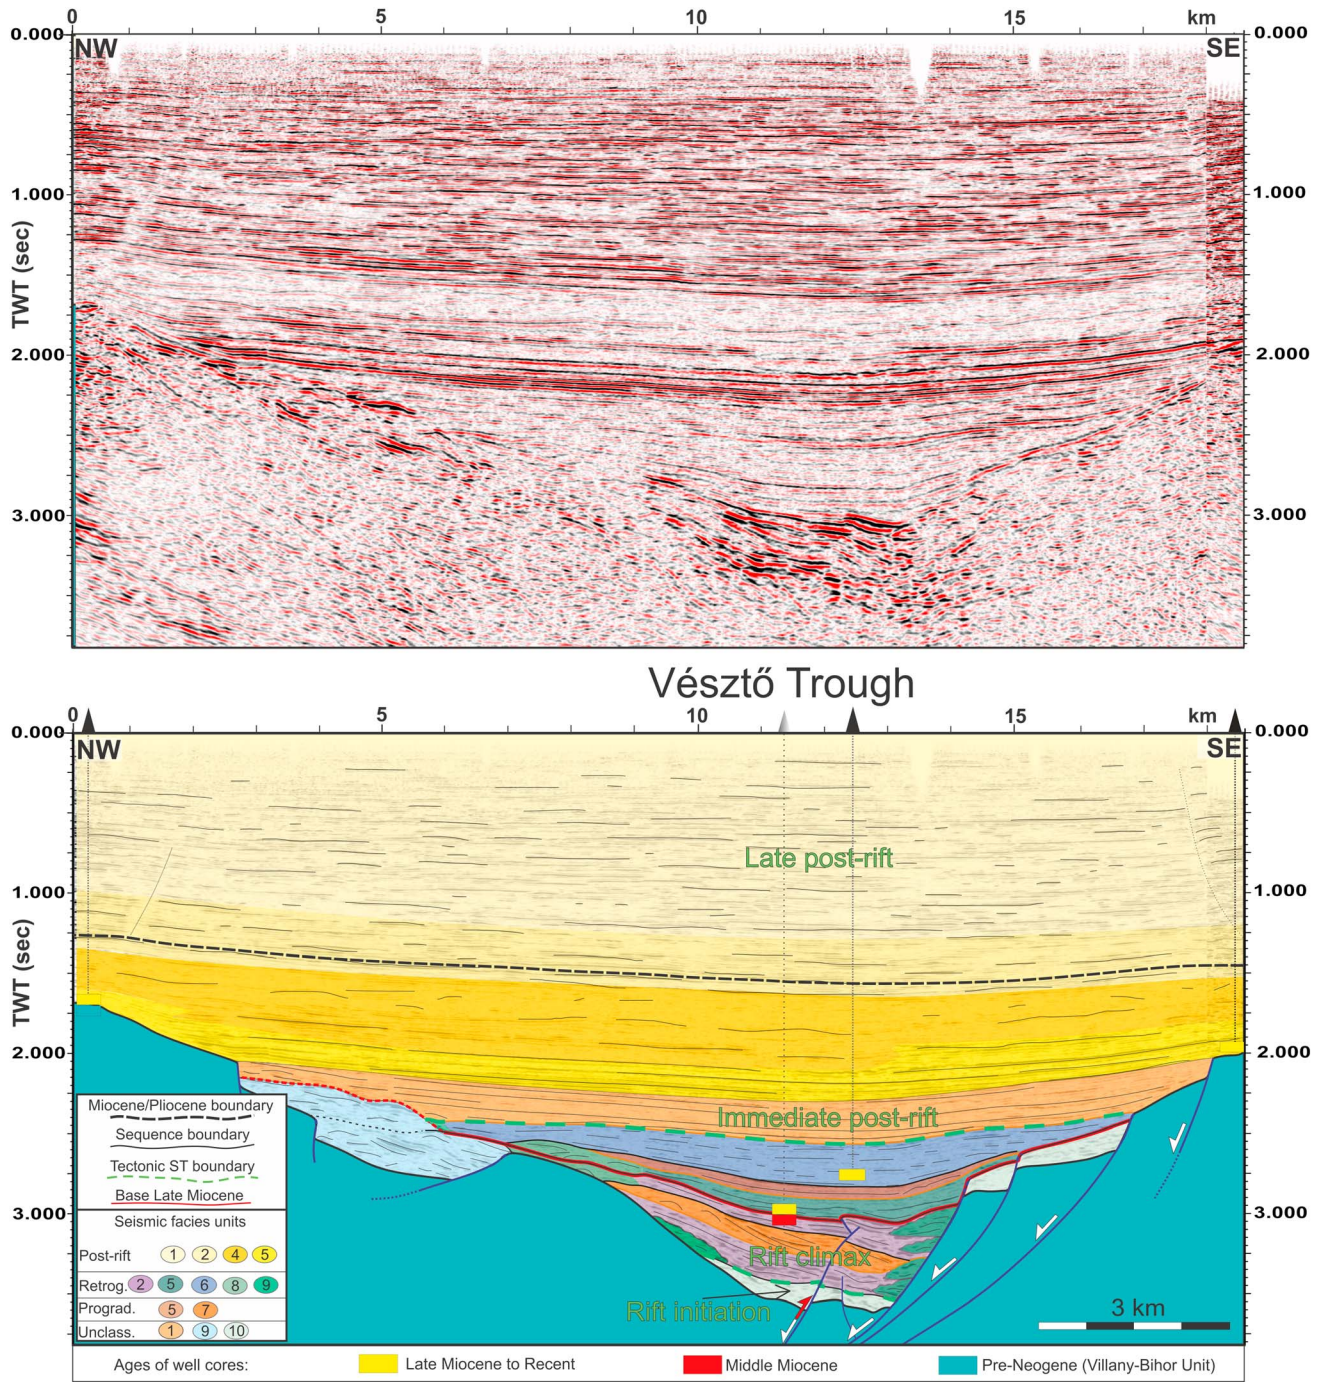 0 5 10 15 km
0.000 NW SE 0.000
1.000 1.000
TWT (sec)
2.000 2.000
3.000 3.000
Vésztő Trough
0 5 10 15 km
0.000 NW SE 0.000
Late post-rift
1.000 1.000
TWT (sec)
2.000 2.000
Immediate post-rift
3.000 3.000
Rift climax
Rift initiation
3 km
Miocene/Pliocene boundary
Sequence boundary
Tectonic ST boundary
Base Late Miocene
Seismic facies units
Post-rift 1 2 4 5
Retrog. 2 5 6 8 9
Prograd. 5 7
Unclass. 1 9 10
Ages of well cores: Late Miocene to Recent Middle Miocene Pre-Neogene (Villany-Bihor Unit)